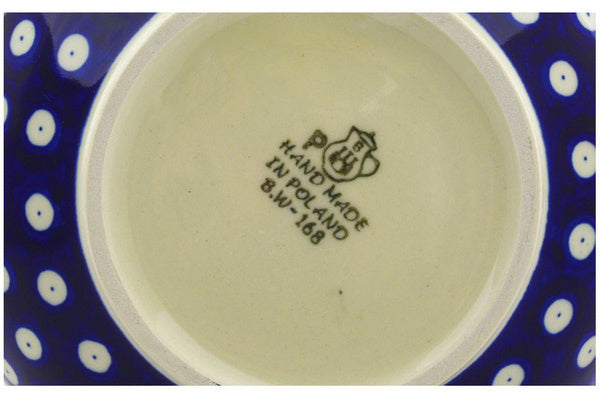 P
B
W
HAND MADE
IN POLAND
B.W-168